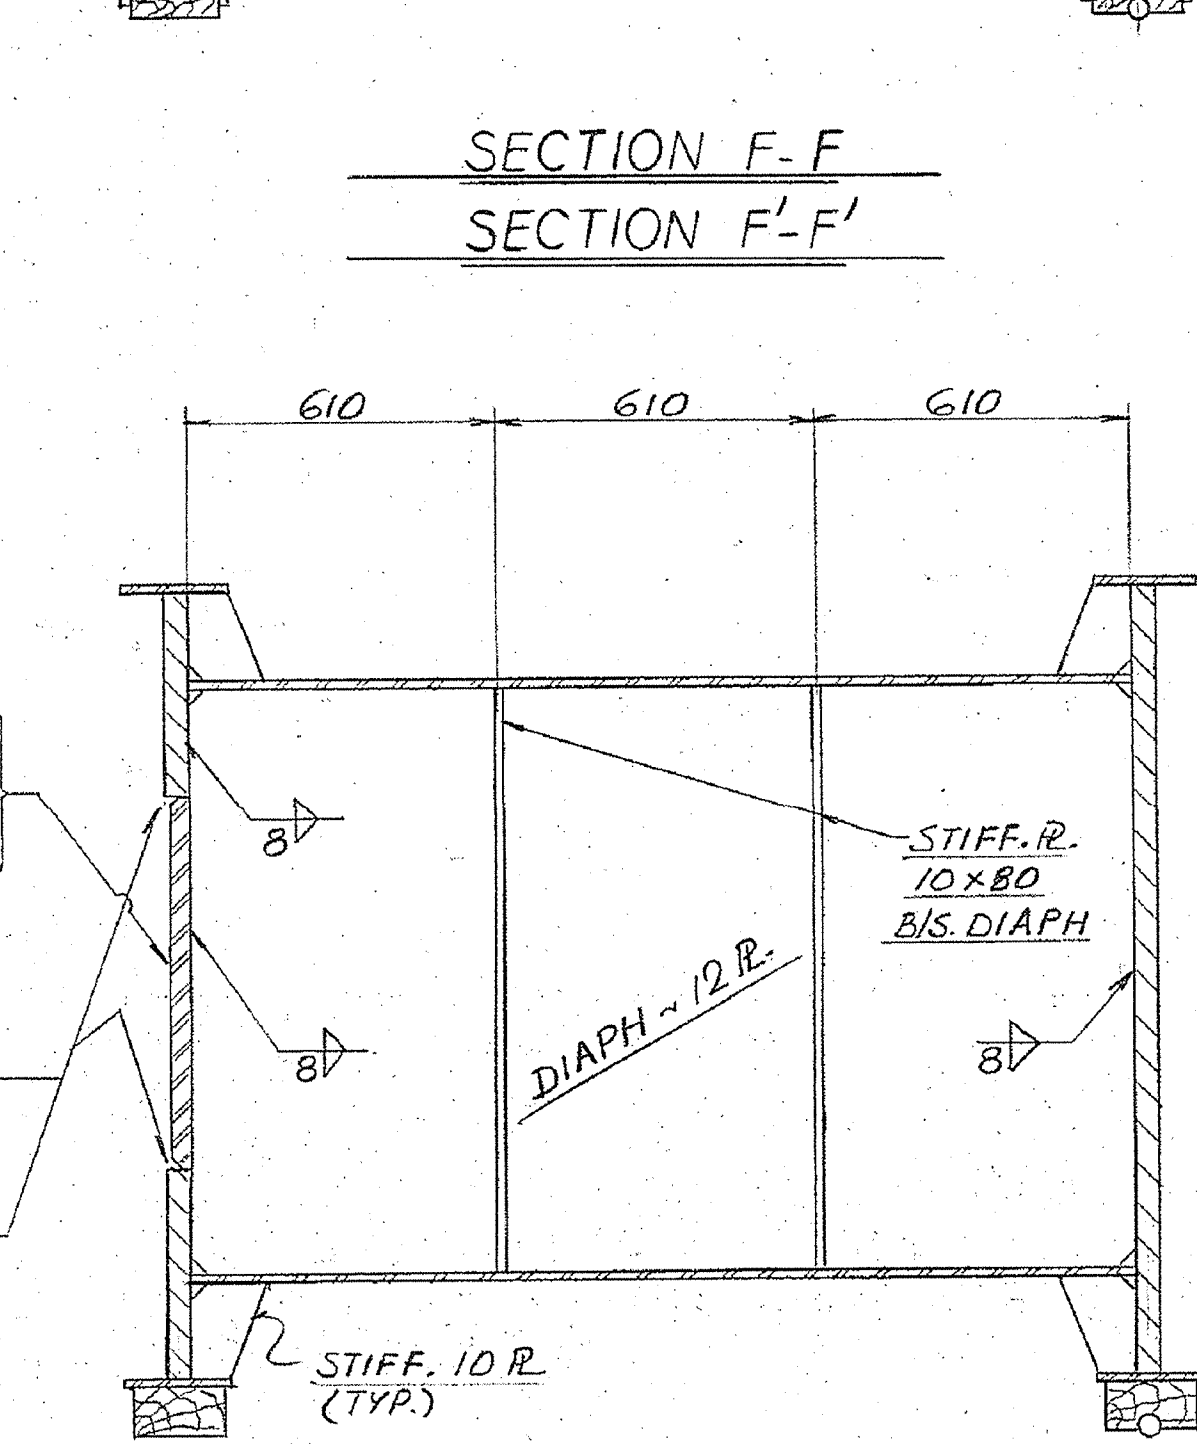 SECTION F-F
SECTION F'-F'
610 610 610
8
STIFF. PL.
10 X 80
B/S. DIAPH
DIAPH ~ 12 PL.
8
8
STIFF. 10 PL
(TYP.)